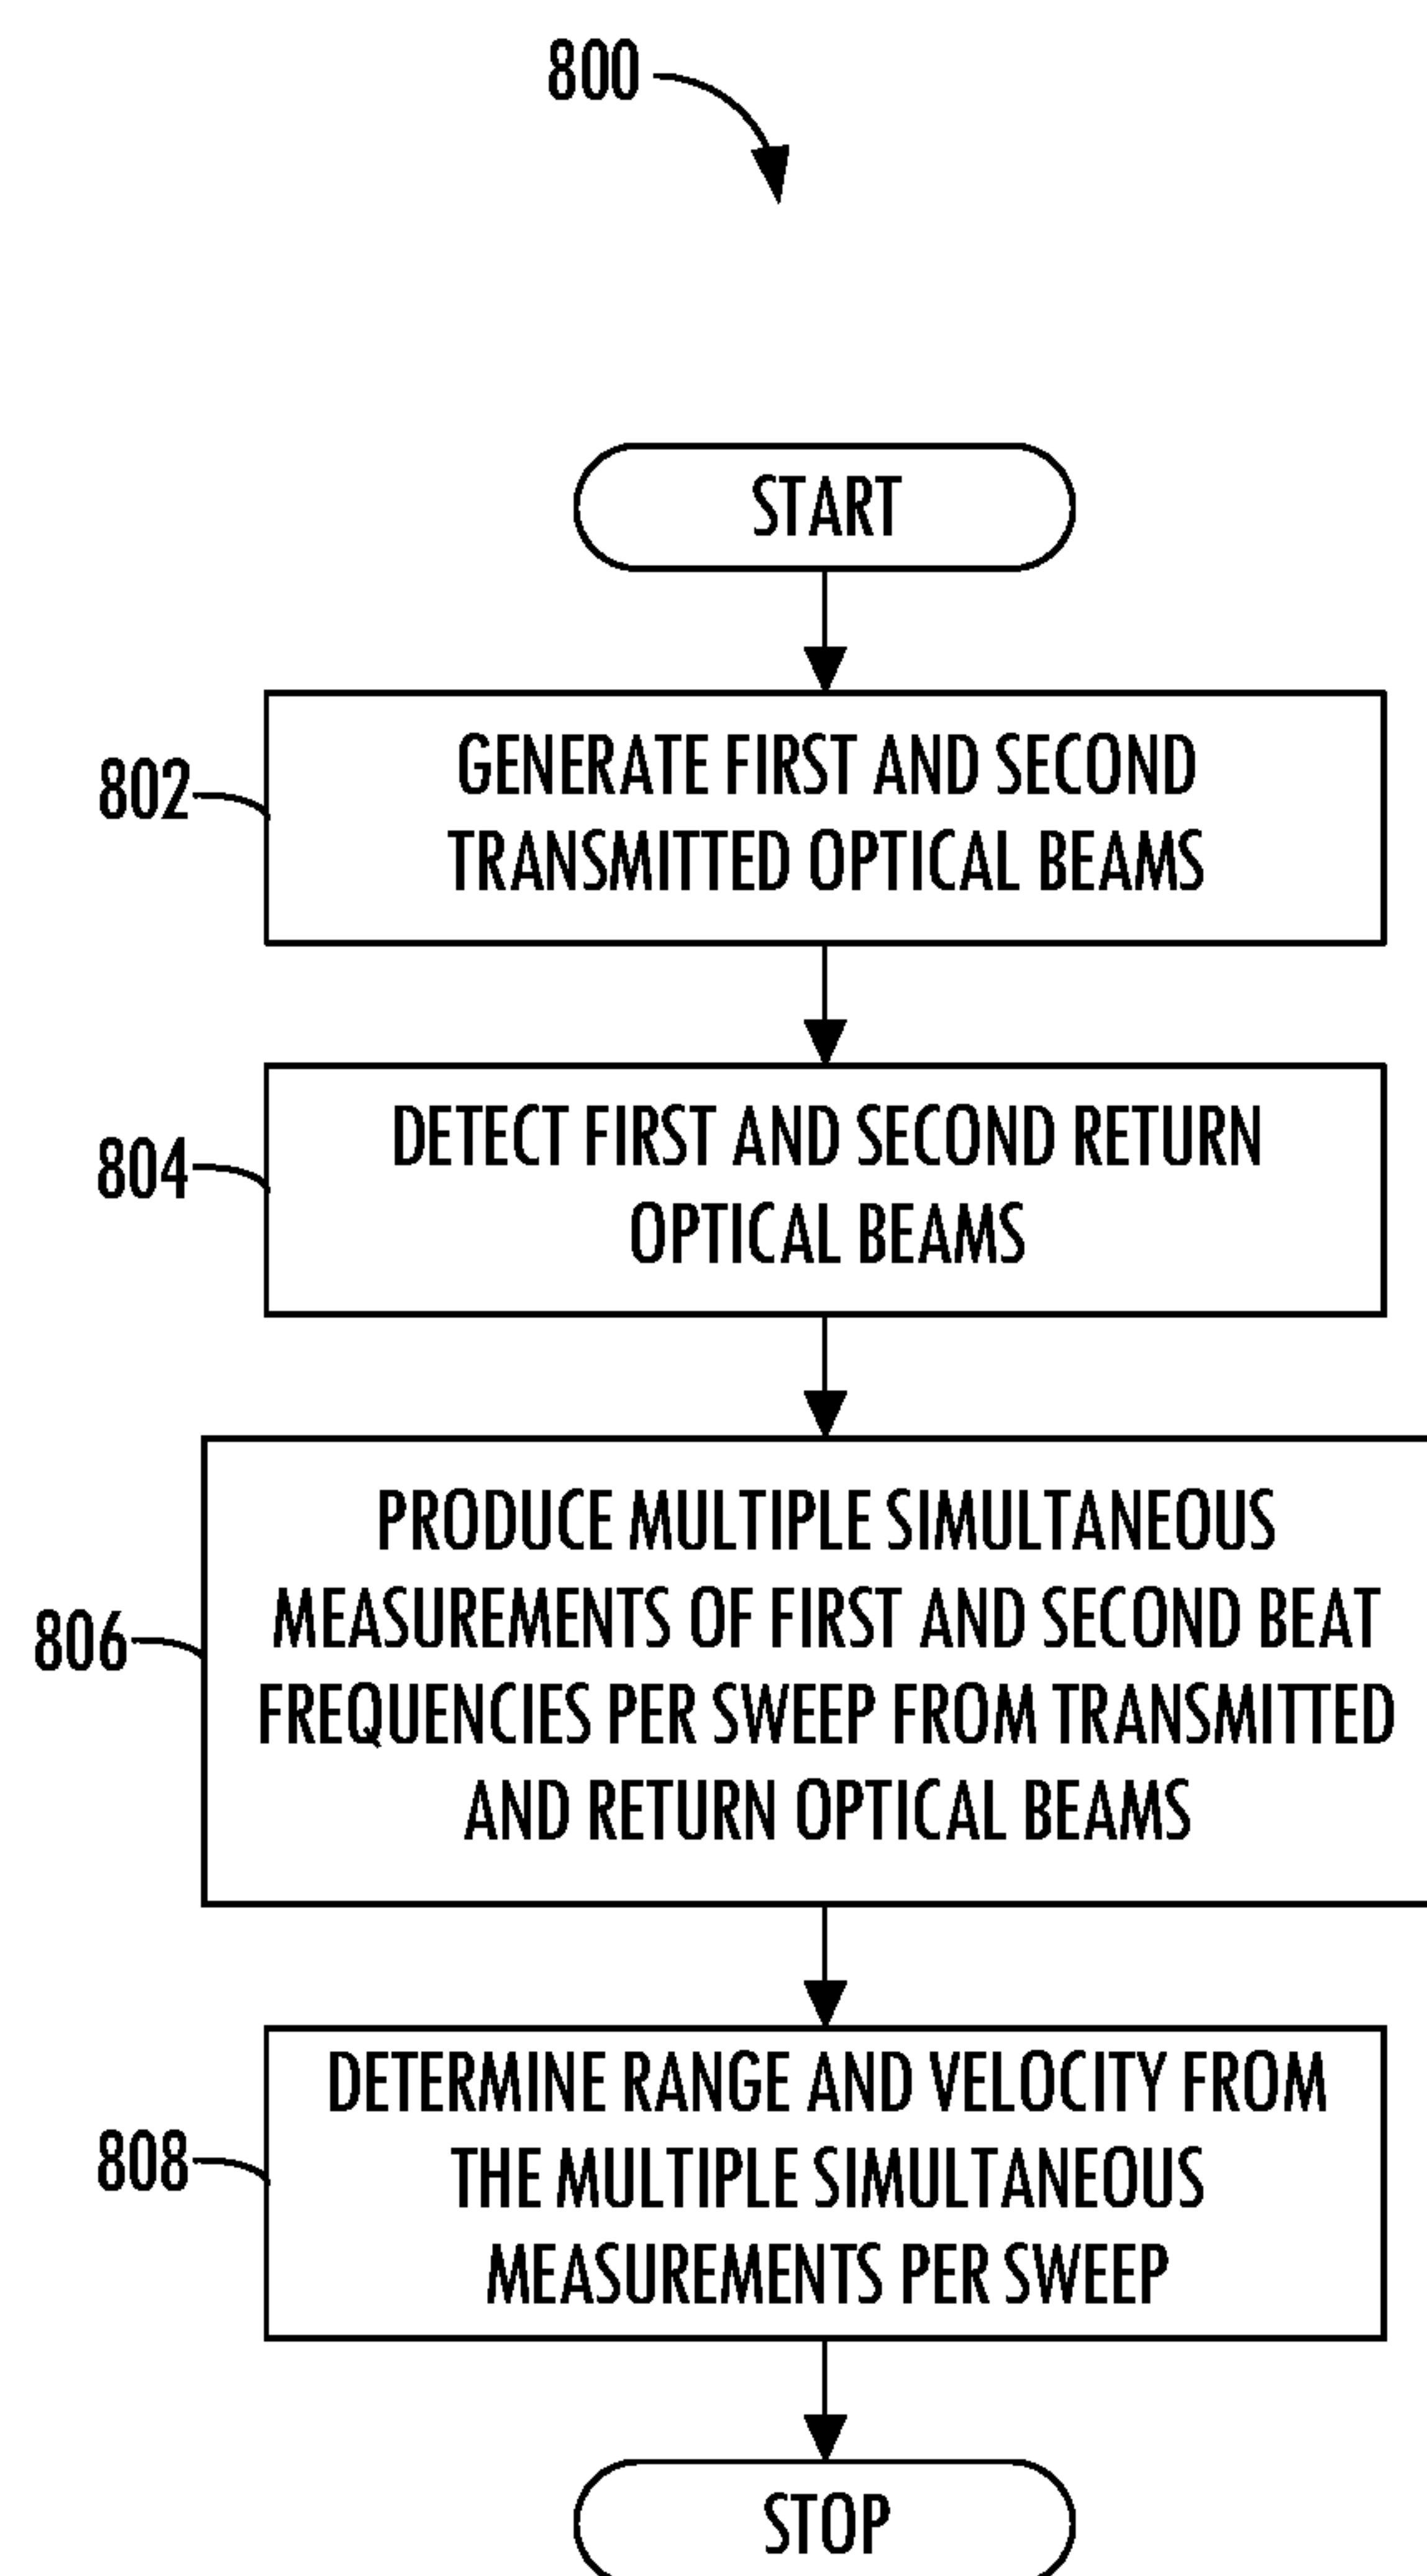 800
START
802
GENERATE FIRST AND SECOND
TRANSMITTED OPTICAL BEAMS
804
DETECT FIRST AND SECOND RETURN
OPTICAL BEAMS
806
PRODUCE MULTIPLE SIMULTANEOUS
MEASUREMENTS OF FIRST AND SECOND BEAT
FREQUENCIES PER SWEEP FROM TRANSMITTED
AND RETURN OPTICAL BEAMS
808
DETERMINE RANGE AND VELOCITY FROM
THE MULTIPLE SIMULTANEOUS
MEASUREMENTS PER SWEEP
STOP